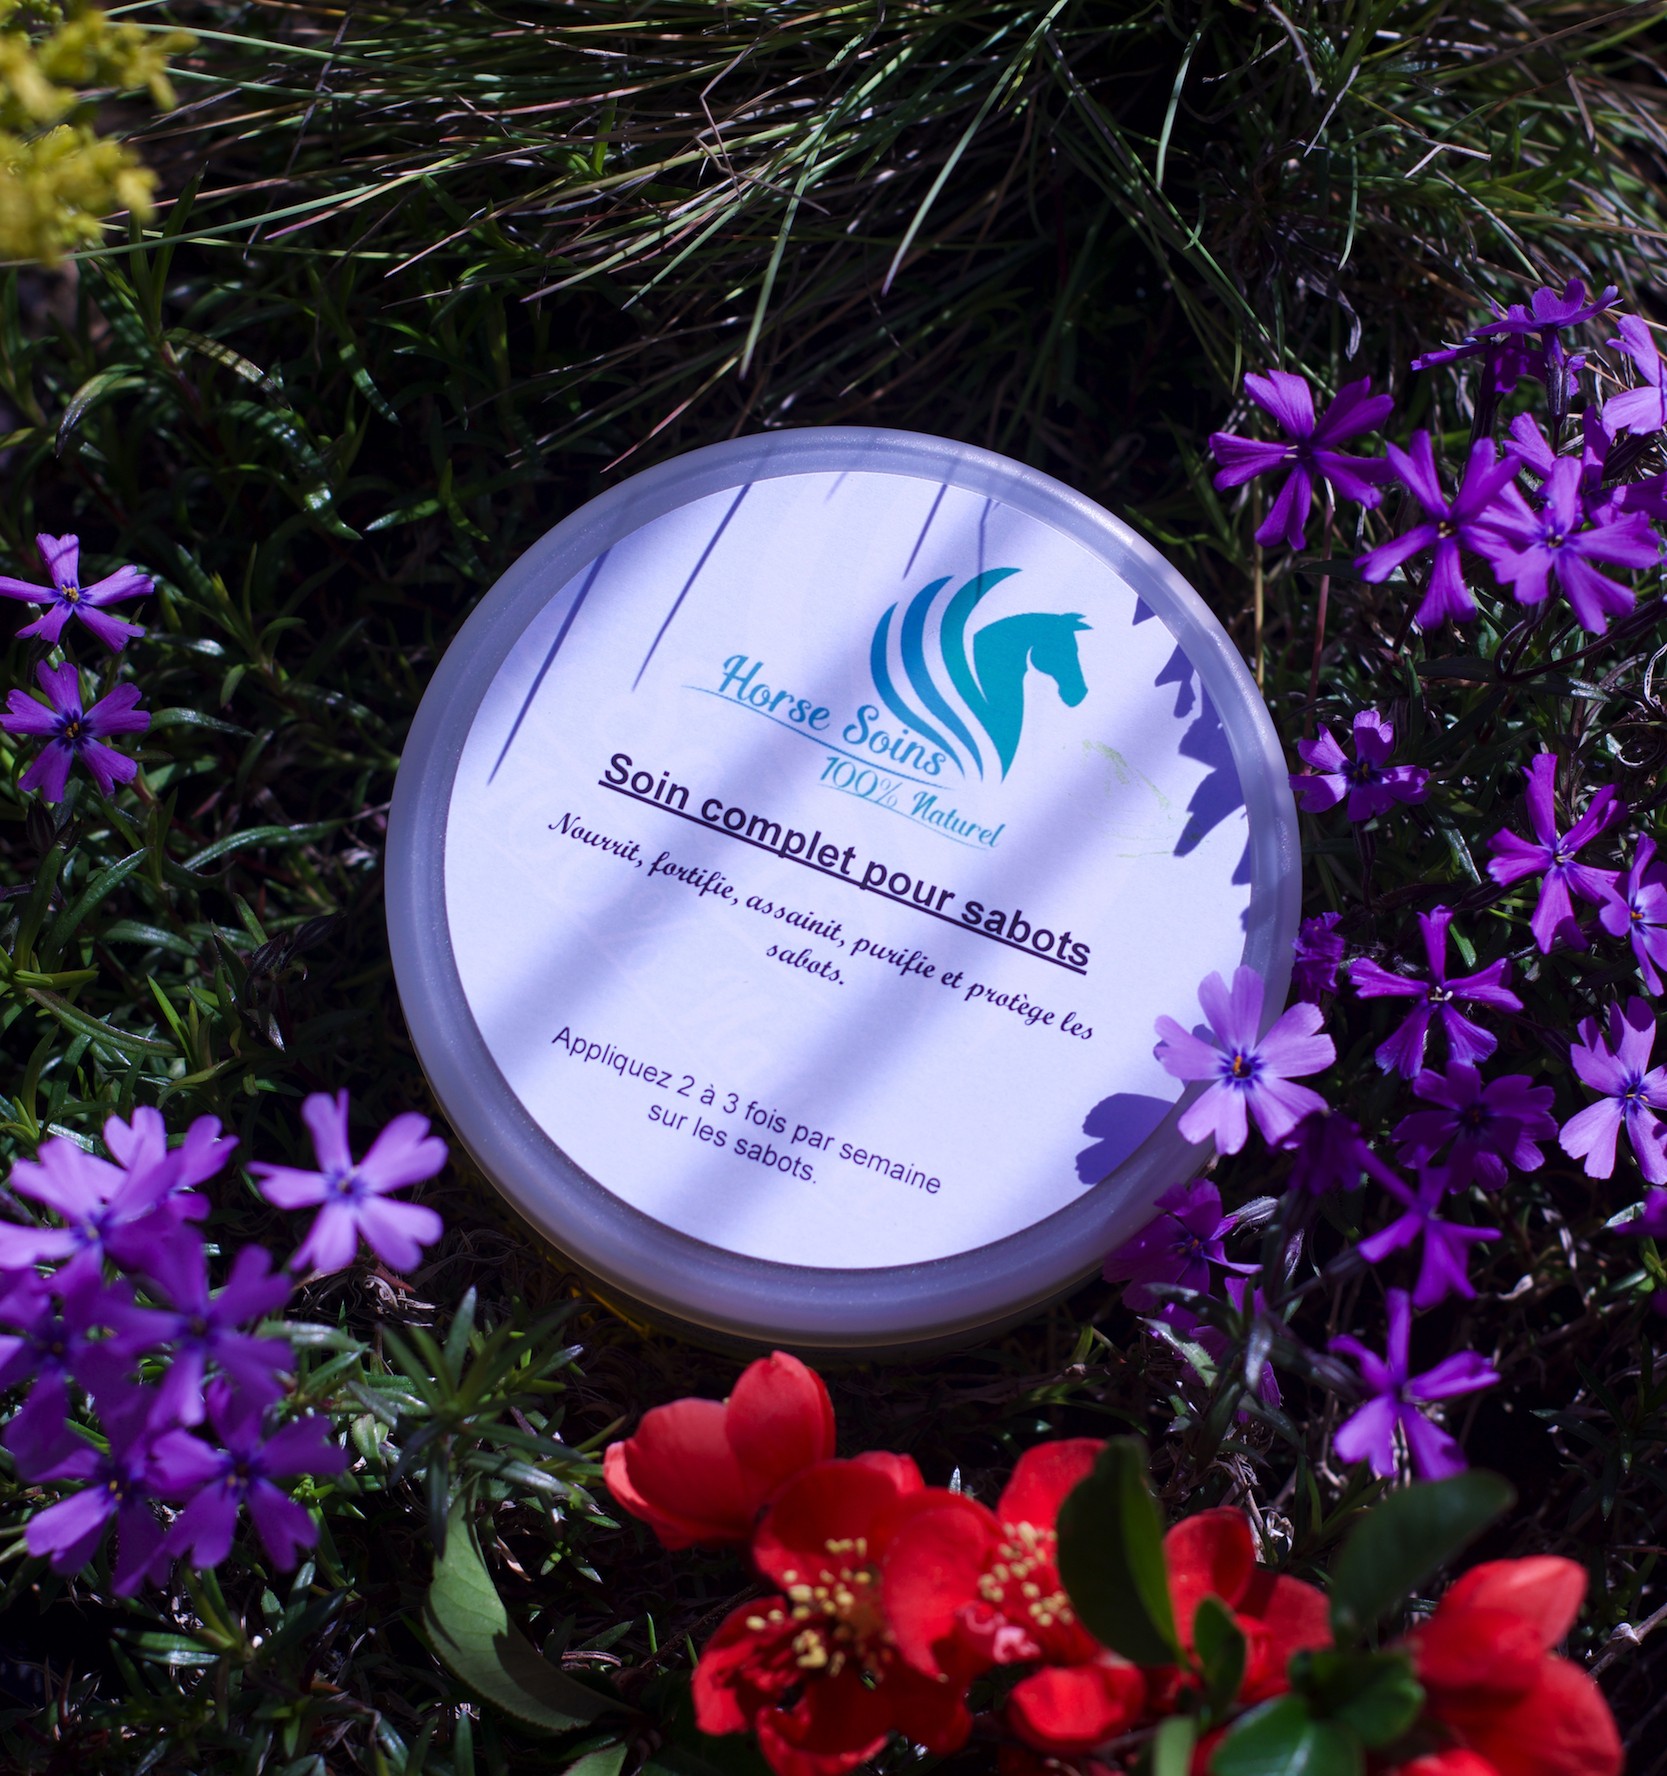 Horse Soins
100% Naturel
Soin complet pour sabots
Nourrit, fortifie, assainit, purifie et protège les
sabots.
Appliquez 2 à 3 fois par semaine
sur les sabots.